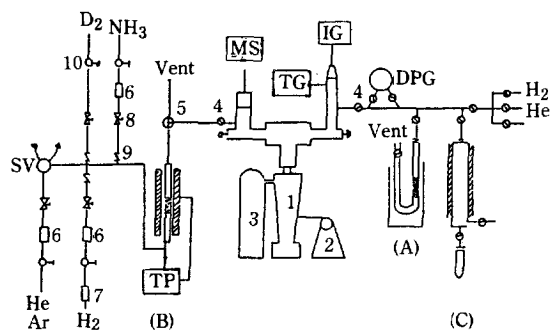 D₂ NH₃
IG
MS
TG
DPG
H₂
He
10
6
Vent
4
4
5
8
Vent
SV
9
3
1
2
6
6
7
TP
(A)
He
Ar
H₂
(B)
(C)